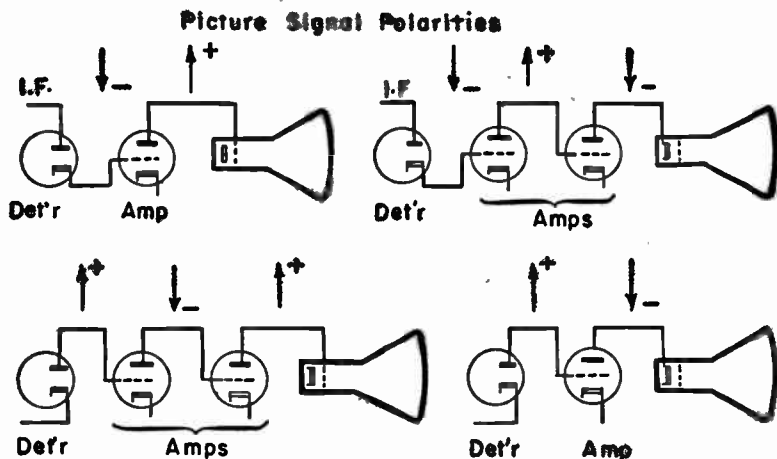 Picture Signal Polarities
- + - + -
I.F. I.F
Det'r Amp Det'r Amps
+ - + + -
Det'r Amps Det'r Amp